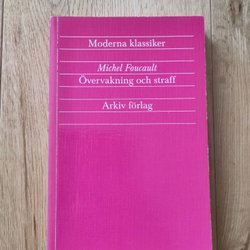 Moderna klassiker
Michel Foucault
Övervakning och straff
Arkiv förlag